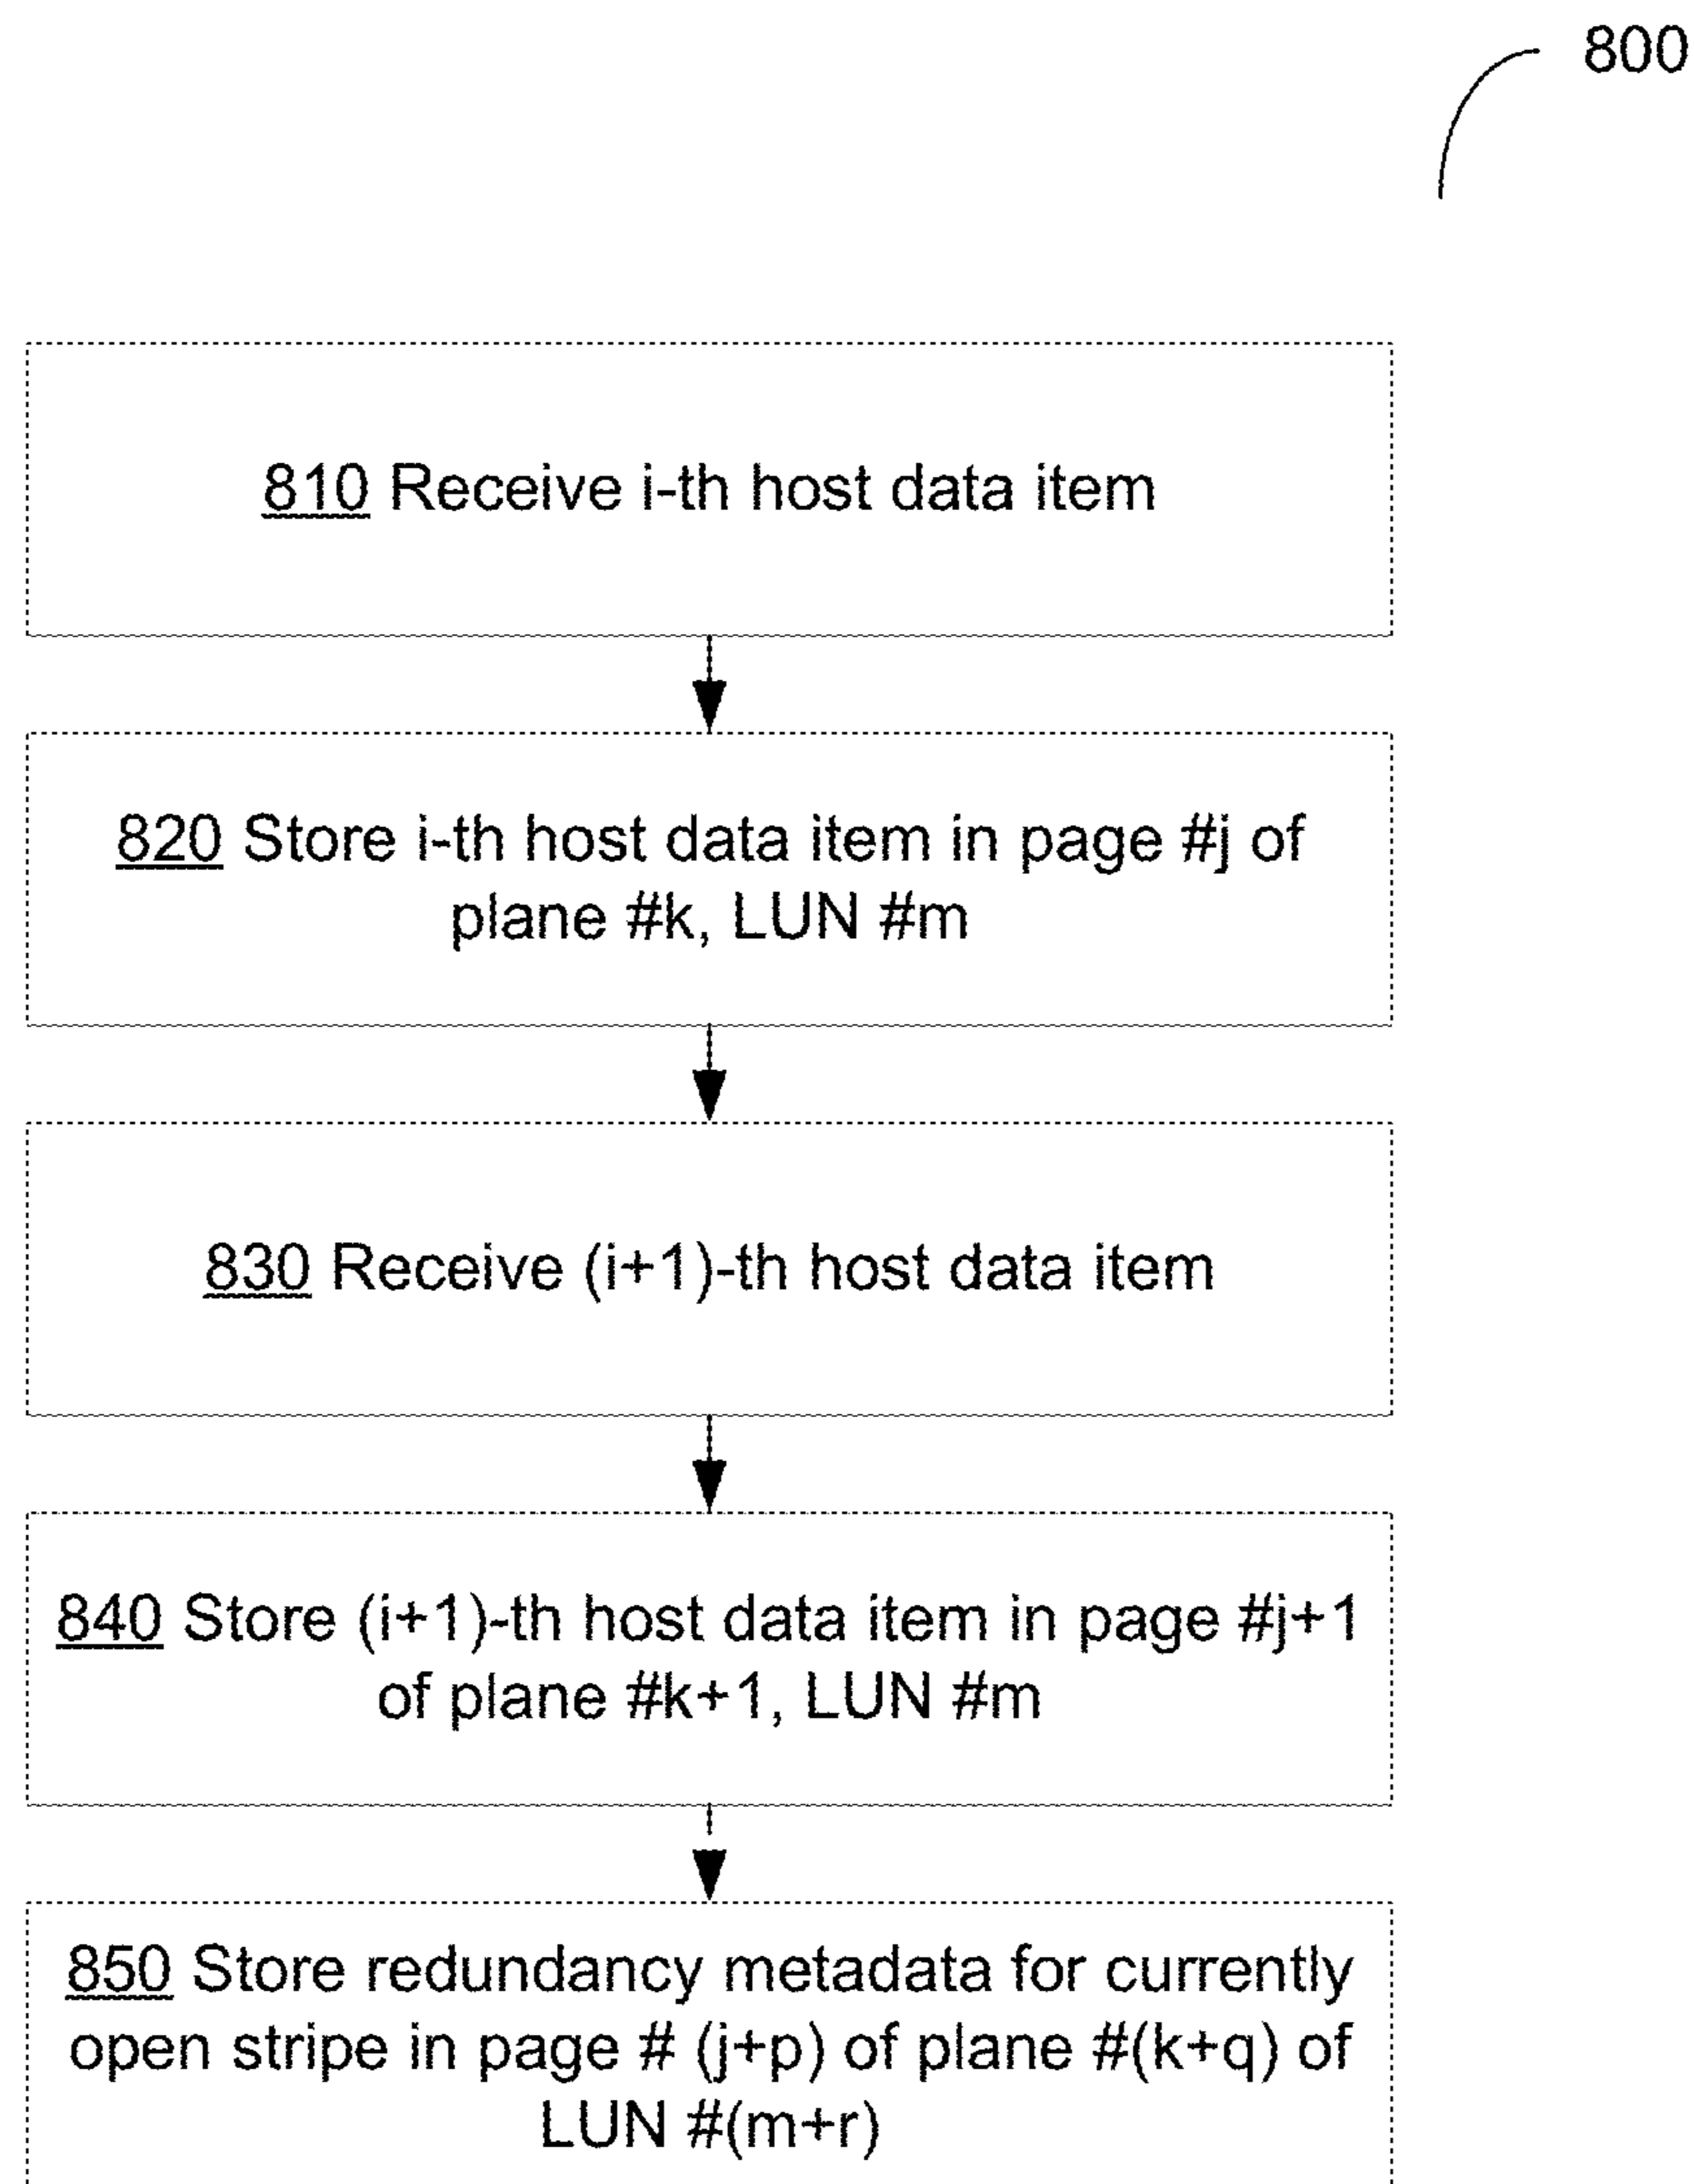 800
810 Receive i-th host data item
820 Store i-th host data item in page #j of
plane #k, LUN #m
830 Receive (i+1)-th host data item
840 Store (i+1)-th host data item in page #j+1
of plane #k+1, LUN #m
850 Store redundancy metadata for currently
open stripe in page # (j+p) of plane #(k+q) of
LUN #(m+r)